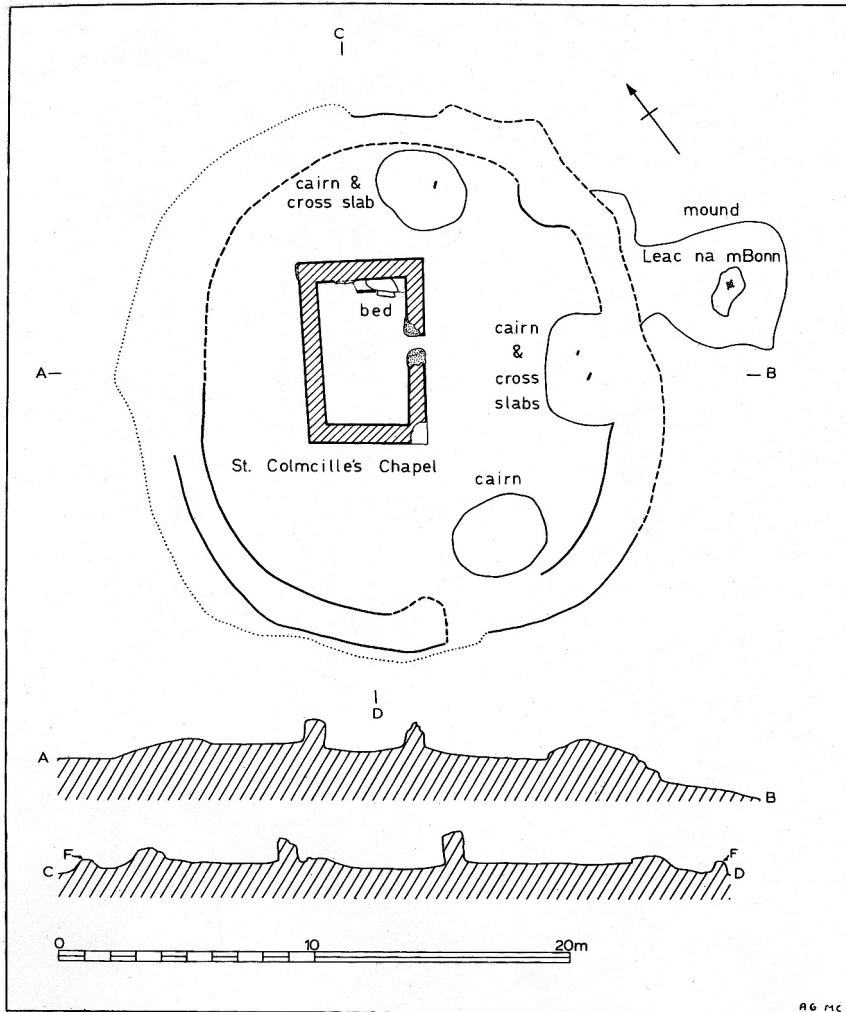 C
cairn &
cross slab
mound
Leac na mBonn
bed
cairn
&
cross
slabs
A
B
St. Colmcille's Chapel
cairn
D
A
B
F
F
C
D
0
10
20m
AG MC